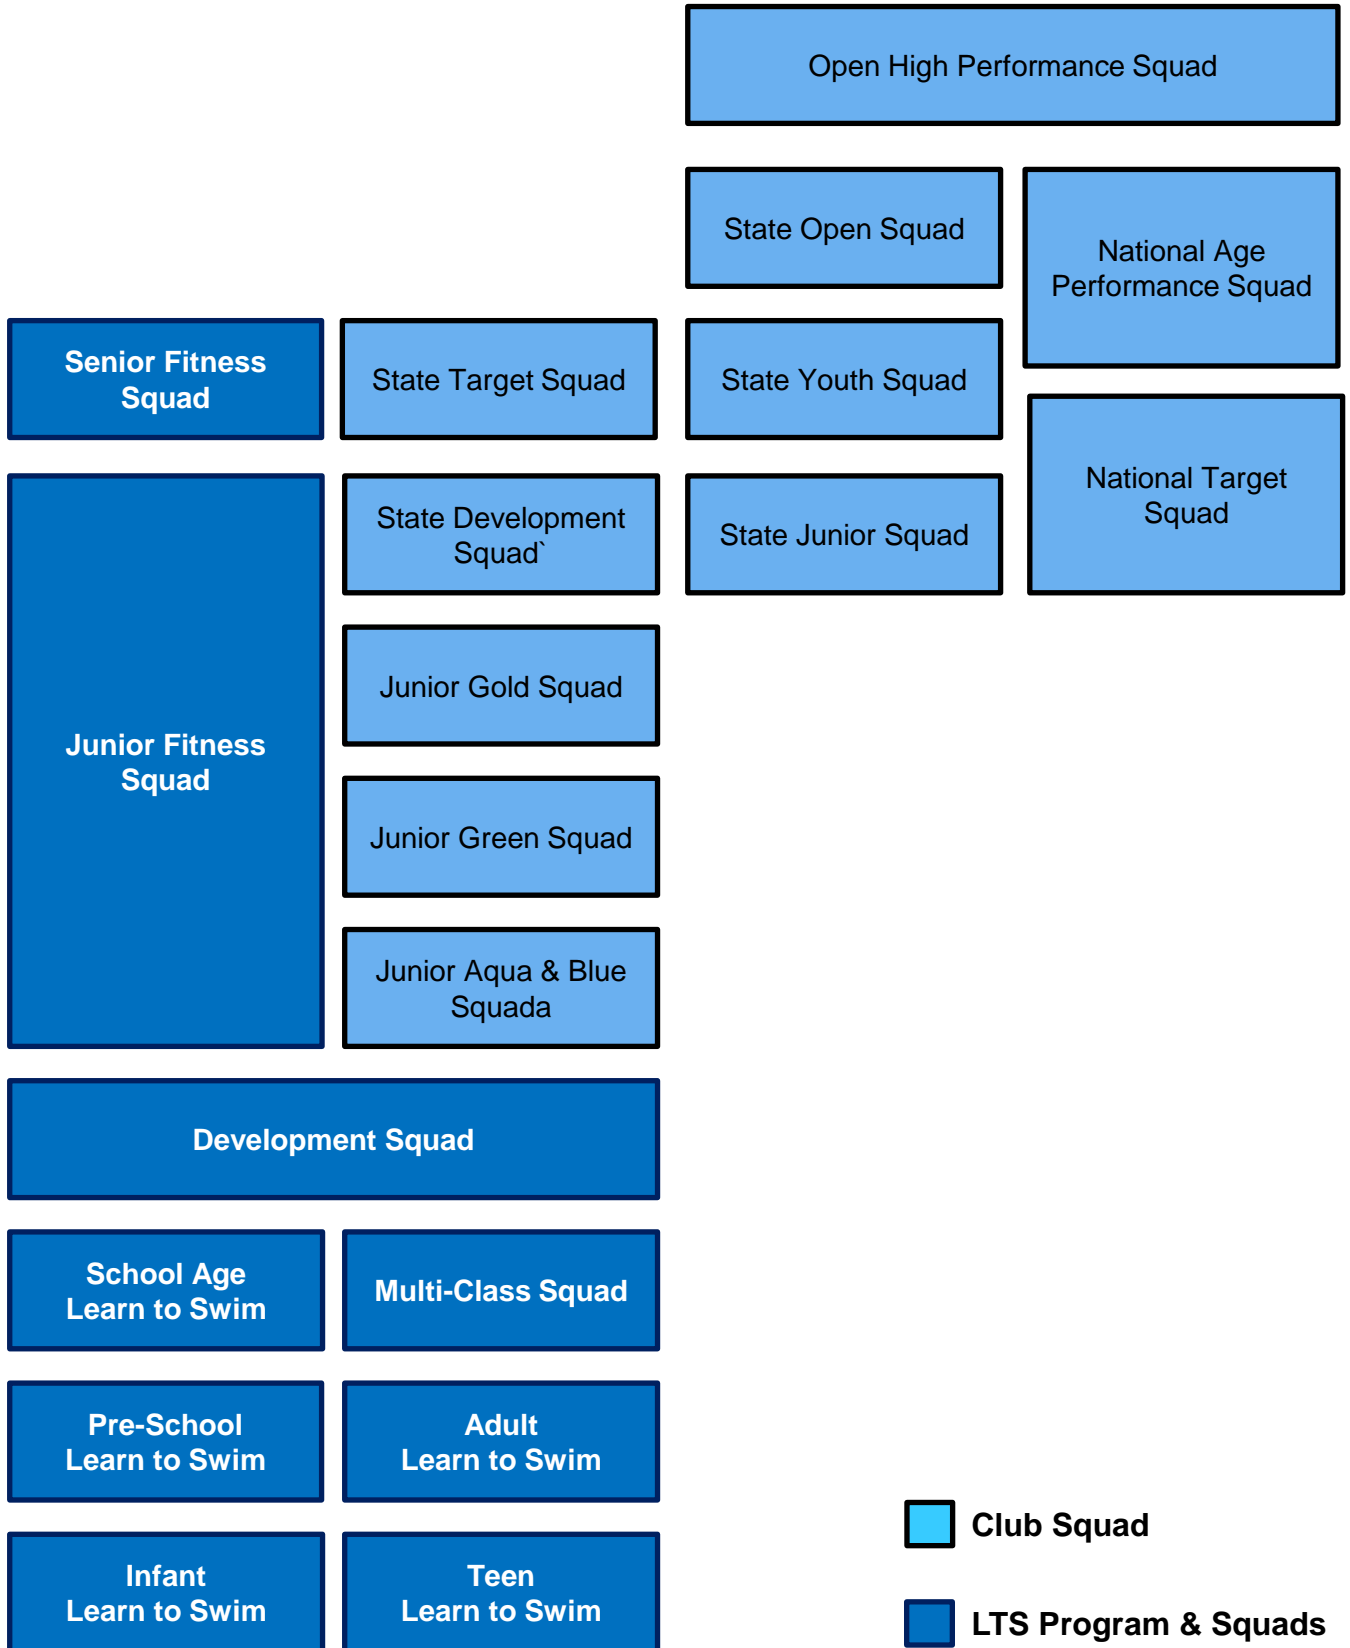 Open High Performance Squad
State Open Squad
National Age
Performance Squad
Senior Fitness
Squad
State Target Squad
State Youth Squad
National Target
Squad
State Development
Squad`
State Junior Squad
Junior Fitness
Squad
Junior Gold Squad
Junior Green Squad
Junior Aqua & Blue
Squada
Development Squad
School Age
Learn to Swim
Multi-Class Squad
Pre-School
Learn to Swim
Adult
Learn to Swim
Infant
Learn to Swim
Teen
Learn to Swim
Club Squad
LTS Program & Squads